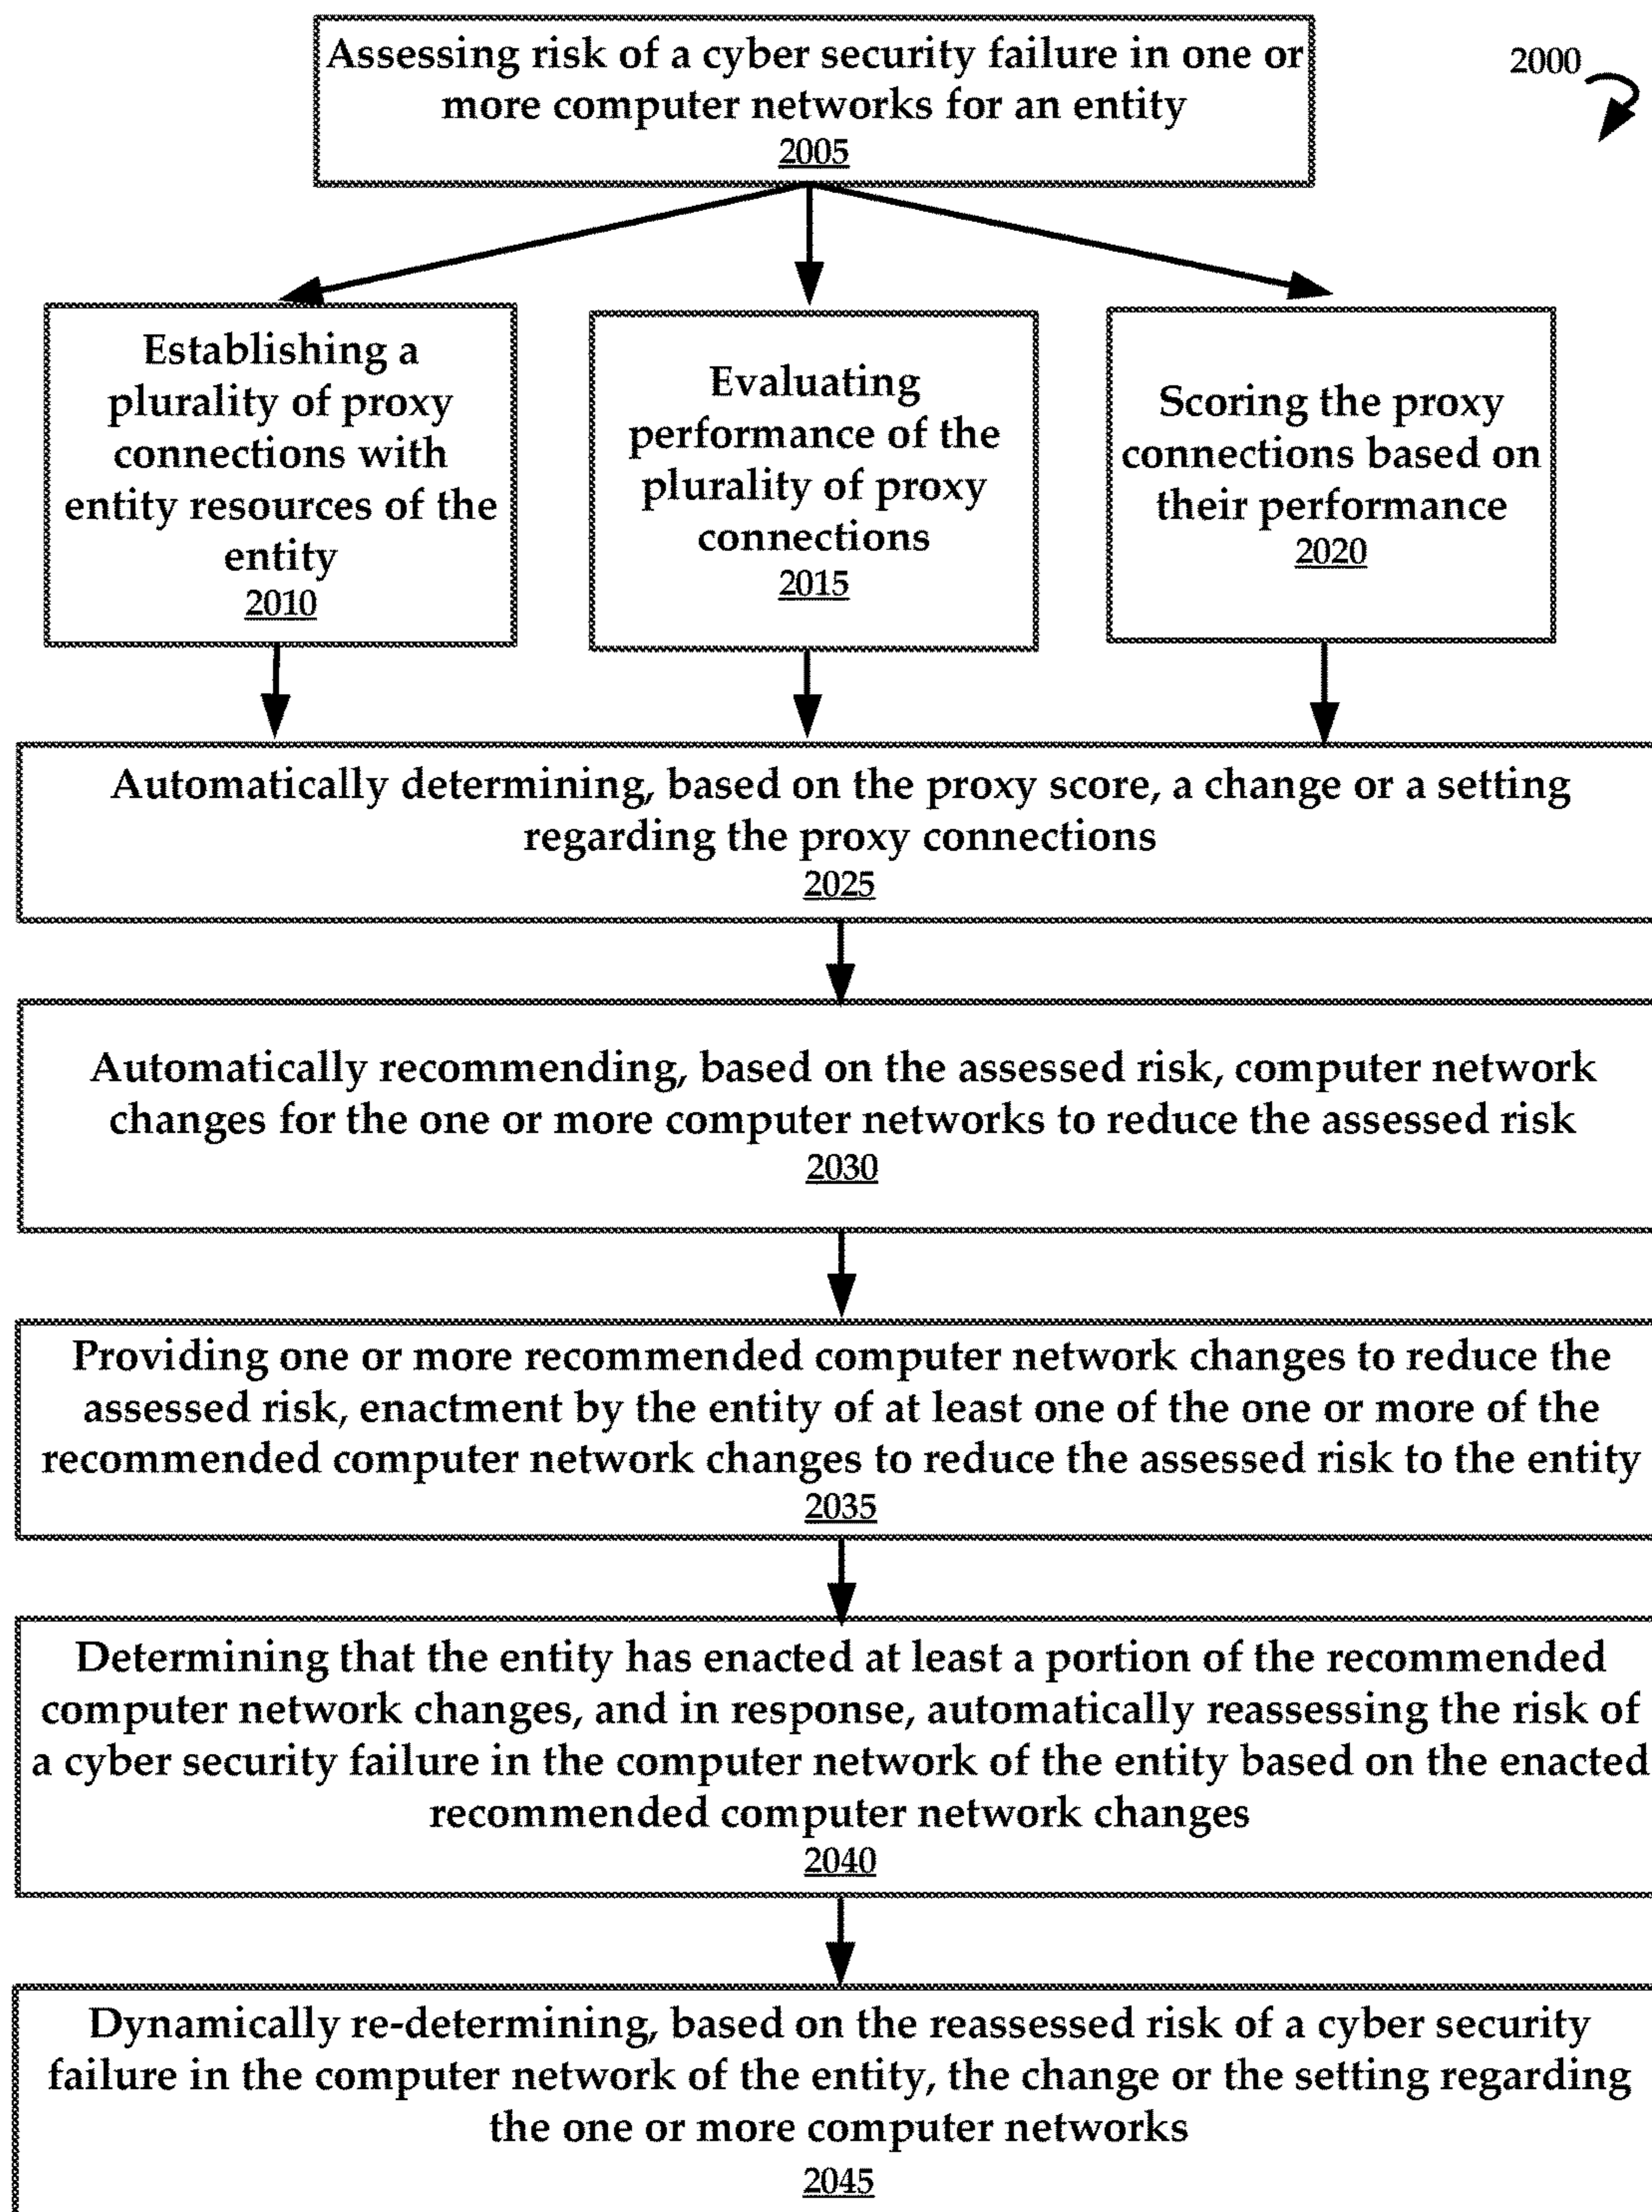 Assessing risk of a cyber security failure in one or
more computer networks for an entity
2005
2000
Establishing a
plurality of proxy
connections with
entity resources of the
entity
2010
Evaluating
performance of the
plurality of proxy
connections
2015
Scoring the proxy
connections based on
their performance
2020
Automatically determining, based on the proxy score, a change or a setting
regarding the proxy connections
2025
Automatically recommending, based on the assessed risk, computer network
changes for the one or more computer networks to reduce the assessed risk
2030
Providing one or more recommended computer network changes to reduce the
assessed risk, enactment by the entity of at least one of the one or more of the
recommended computer network changes to reduce the assessed risk to the entity
2035
Determining that the entity has enacted at least a portion of the recommended
computer network changes, and in response, automatically reassessing the risk of
a cyber security failure in the computer network of the entity based on the enacted
recommended computer network changes
2040
Dynamically re-determining, based on the reassessed risk of a cyber security
failure in the computer network of the entity, the change or the setting regarding
the one or more computer networks
2045